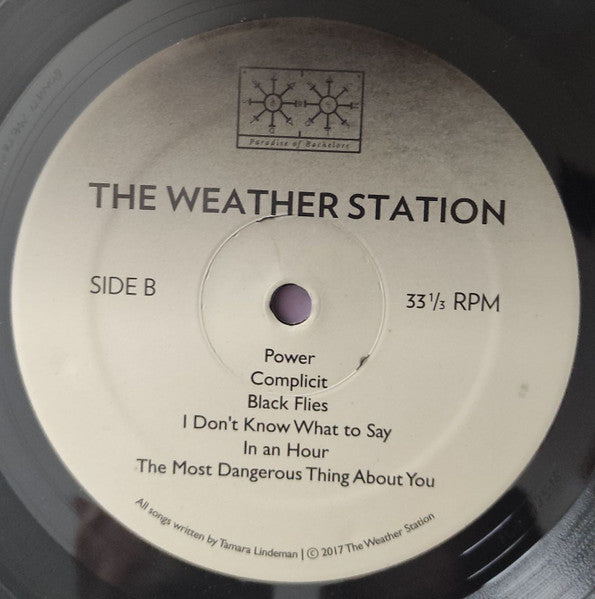 Paradise of Bachelors
THE WEATHER STATION
SIDE B
33 1/3 RPM
Power
Complicit
Black Flies
I Don't Know What to Say
In an Hour
The Most Dangerous Thing About You
All songs written by Tamara Lindeman | © 2017 The Weather Station